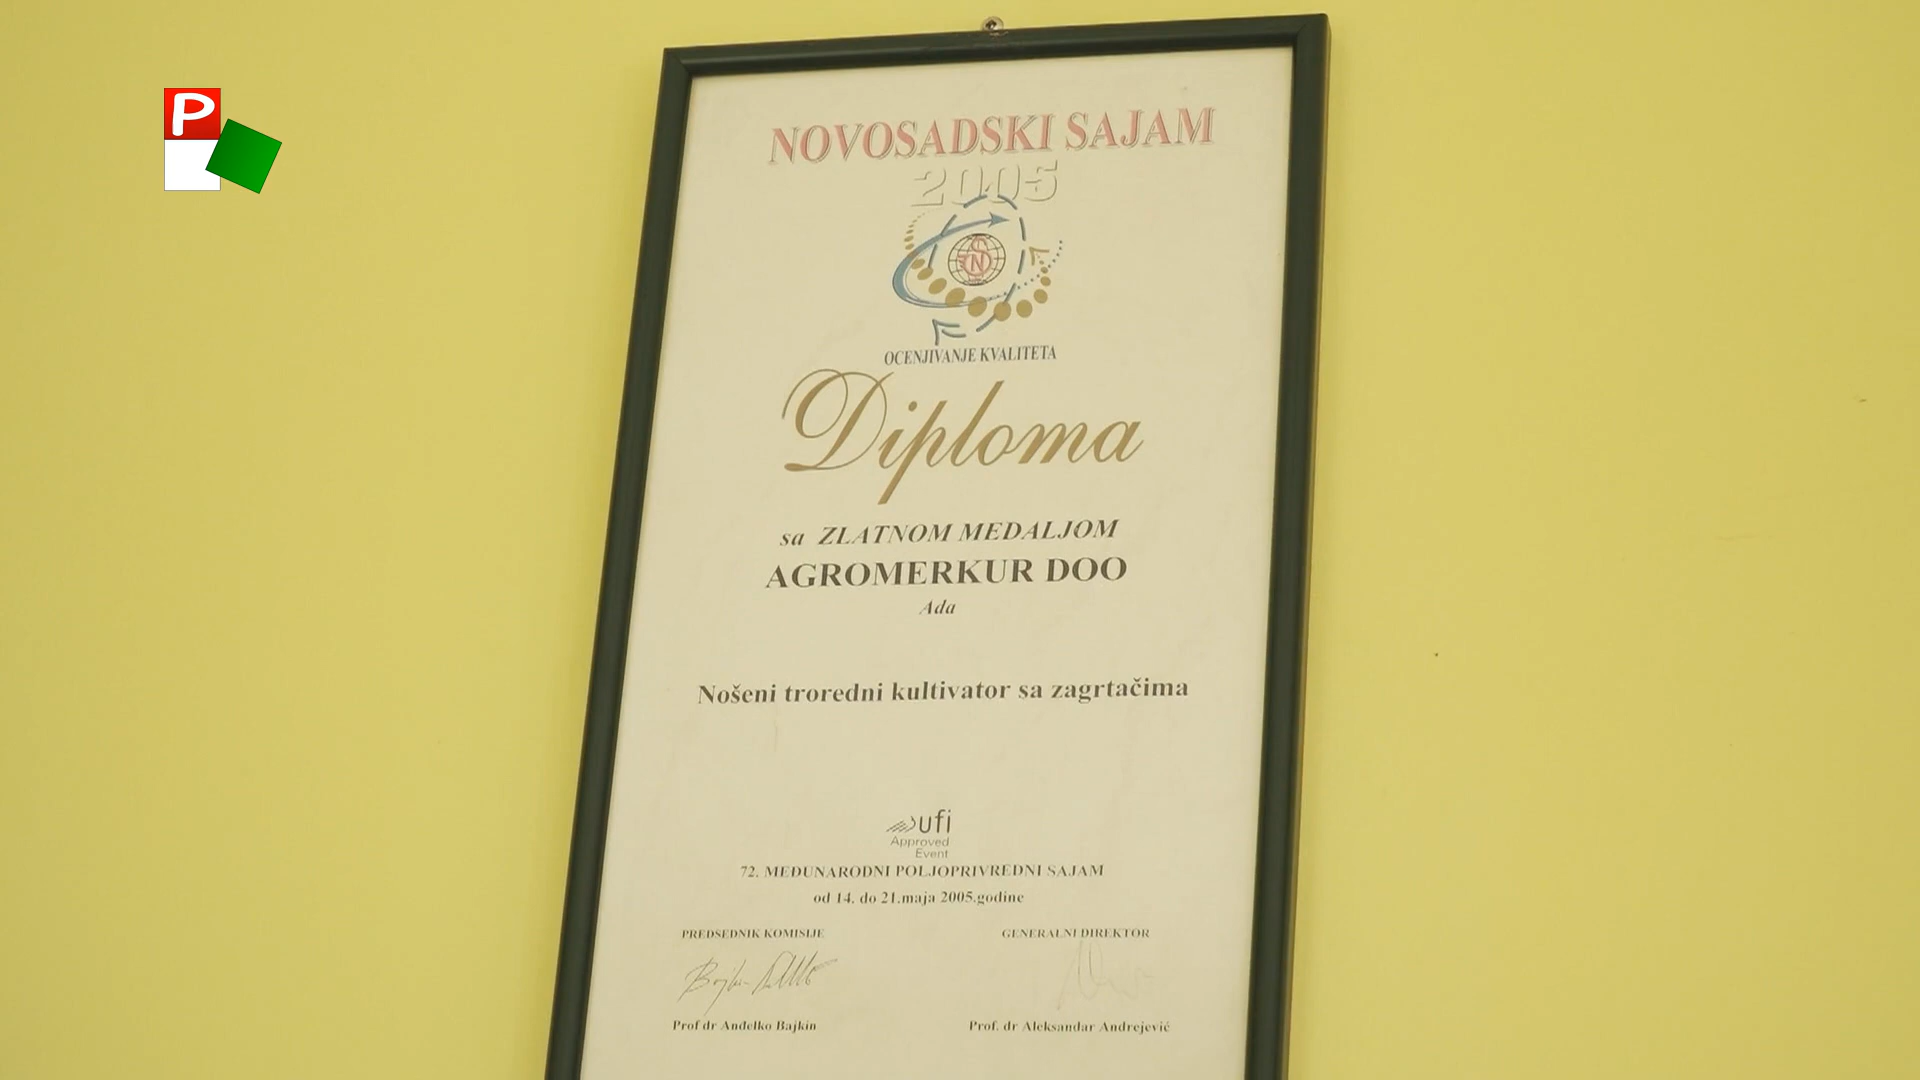 P
NOVOSADSKI SAJAM
2005
N
OCENJIVANJE KVALITETA
Diploma
sa ZLATNOM MEDALJOM
AGROMERKUR DOO
Ada
Nošeni troredni kultivator sa zagrtačima
ufi
Approved
Event
72. MEĐUNARODNI POLJOPRIVREDNI SAJAM
od 14. do 21.maja 2005.godine
PREDSEDNIK KOMISIJE
GENERALNI DIREKTOR
Prof dr Anđelko Bajkin
Prof. dr Aleksandar Andrejević